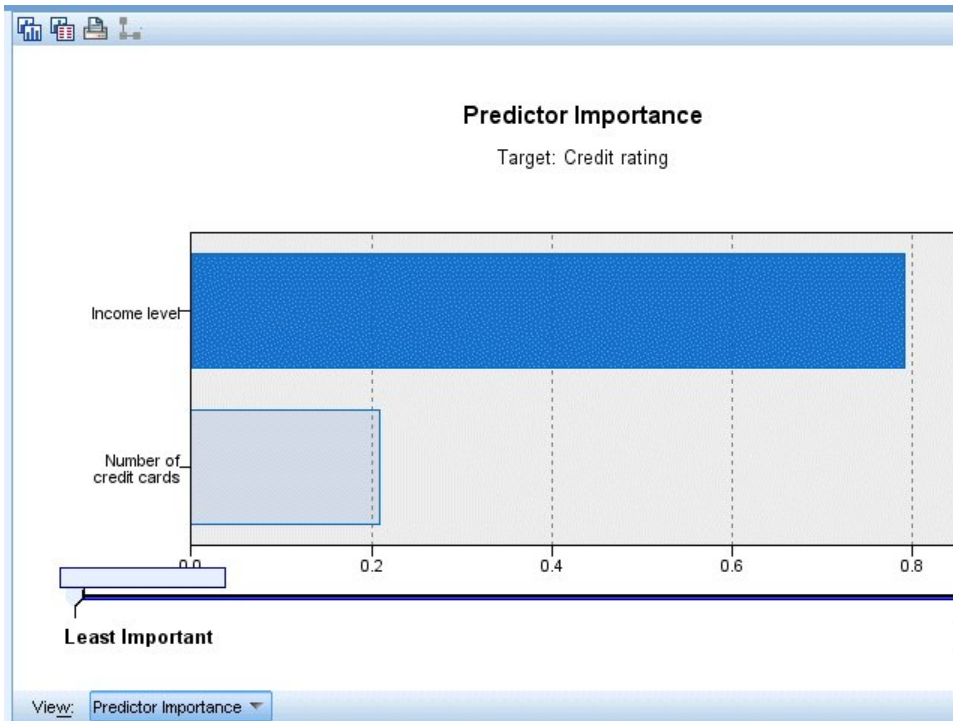 Predictor Importance
Target: Credit rating
Income level
Number of
credit cards
0.0
0.2
0.4
0.6
0.8
Least Important
View:
Predictor Importance